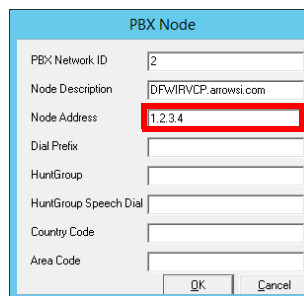 PBX Node
PBX Network ID 2
Node Description DFWIRVCP.arrowsi.com
Node Address 1.2.3.4
Dial Prefix
HuntGroup
HuntGroup Speech Dial
Country Code
Area Code
OK Cancel